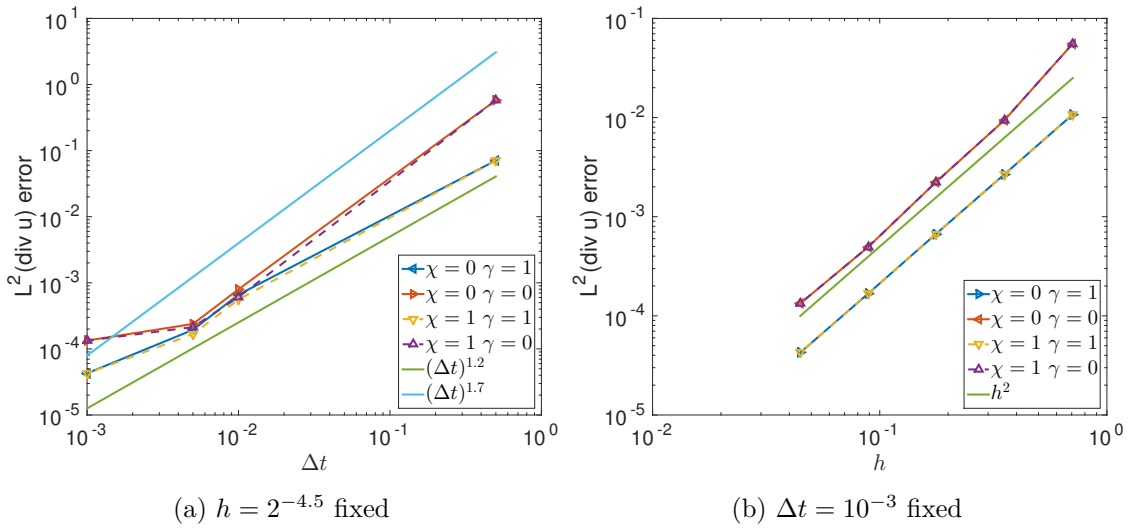 10^1
10^0
10^-1
10^-2
10^-3
10^-4
10^-5
L^2(div u) error
χ = 0 γ = 1
χ = 0 γ = 0
χ = 1 γ = 1
χ = 1 γ = 0
(Δt)^1.2
(Δt)^1.7
10^-3
10^-2
10^-1
10^0
Δt
(a) h = 2^-4.5 fixed
10^-1
10^-2
10^-3
10^-4
10^-5
L^2(div u) error
χ = 0 γ = 1
χ = 0 γ = 0
χ = 1 γ = 1
χ = 1 γ = 0
h^2
10^-2
10^-1
10^0
h
(b) Δt = 10^-3 fixed